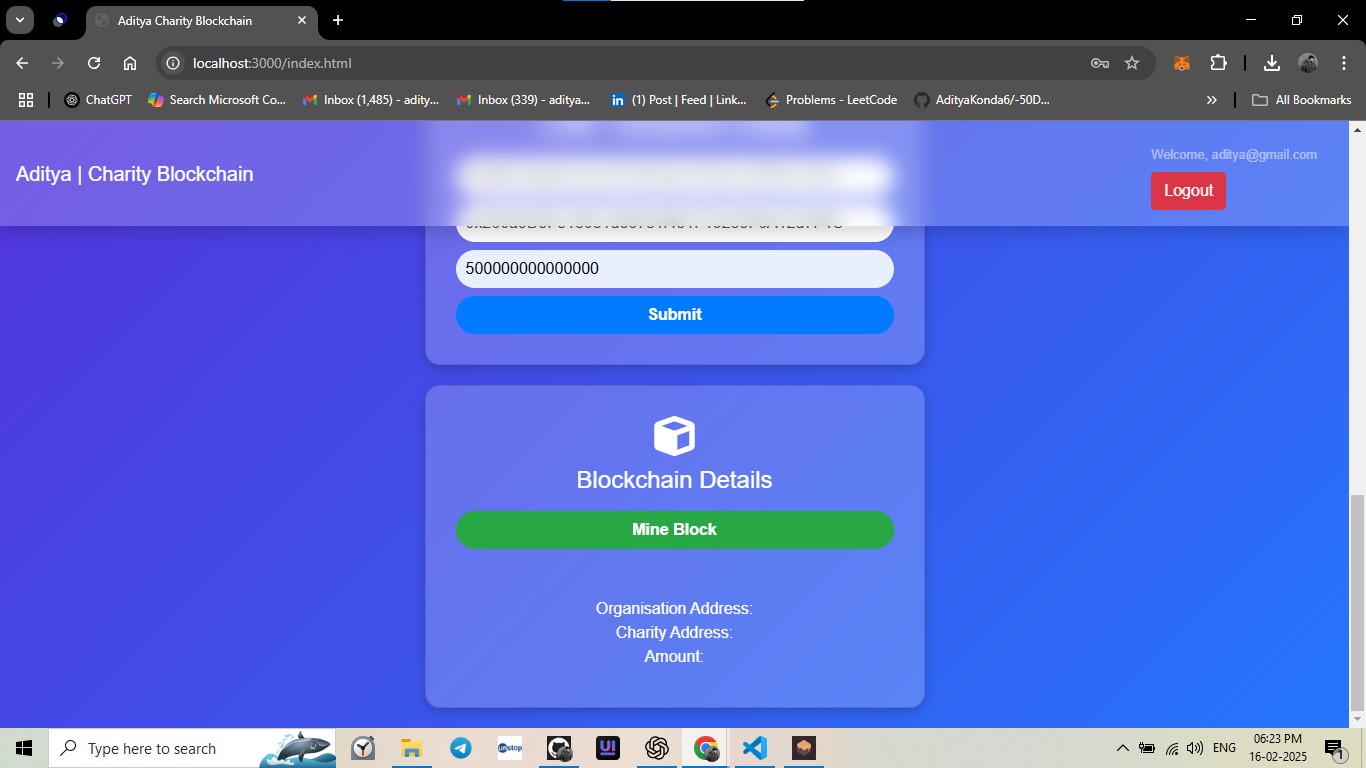 Aditya Charity Blockchain
localhost:3000/index.html
ChatGPT
Search Microsoft Co...
Inbox (1,485) - adity...
Inbox (339) - aditya...
(1) Post | Feed | Link...
Problems - LeetCode
AdityaKonda6/-50D...
All Bookmarks
Aditya | Charity Blockchain
Welcome, aditya@gmail.com
Logout
500000000000000
Submit
Blockchain Details
Mine Block
Organisation Address:
Charity Address:
Amount:
Type here to search
unstop
UI
ENG
06:23 PM
16-02-2025
1